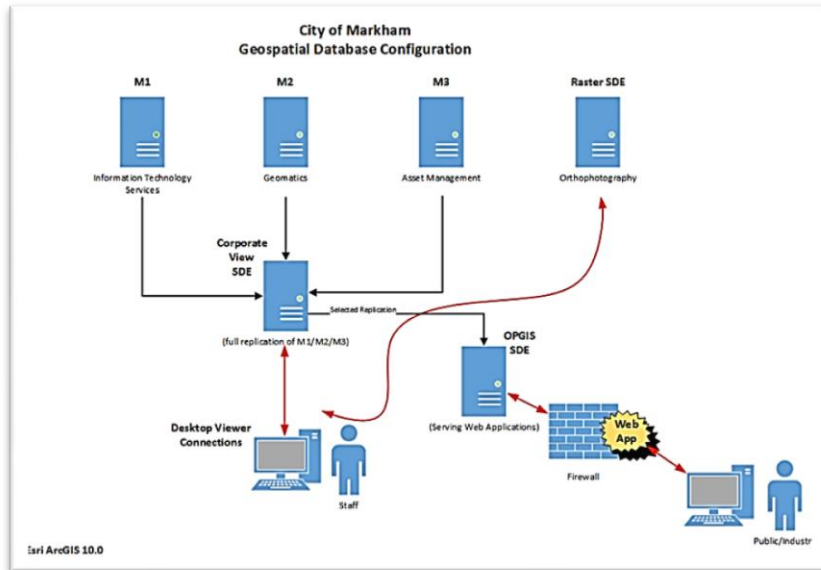 City of Markham
Geospatial Database Configuration
M1
M2
M3
Raster SDE
Information Technology
Services
Geomatics
Asset Management
Orthophotography
Corporate
View
SDE
Selected Replication
(full replication of M1/M2/M3)
OPGIS
SDE
(Serving Web Applications)
Desktop Viewer
Connections
Staff
Web
App
Firewall
Public/Industr
Esri ArcGIS 10.0